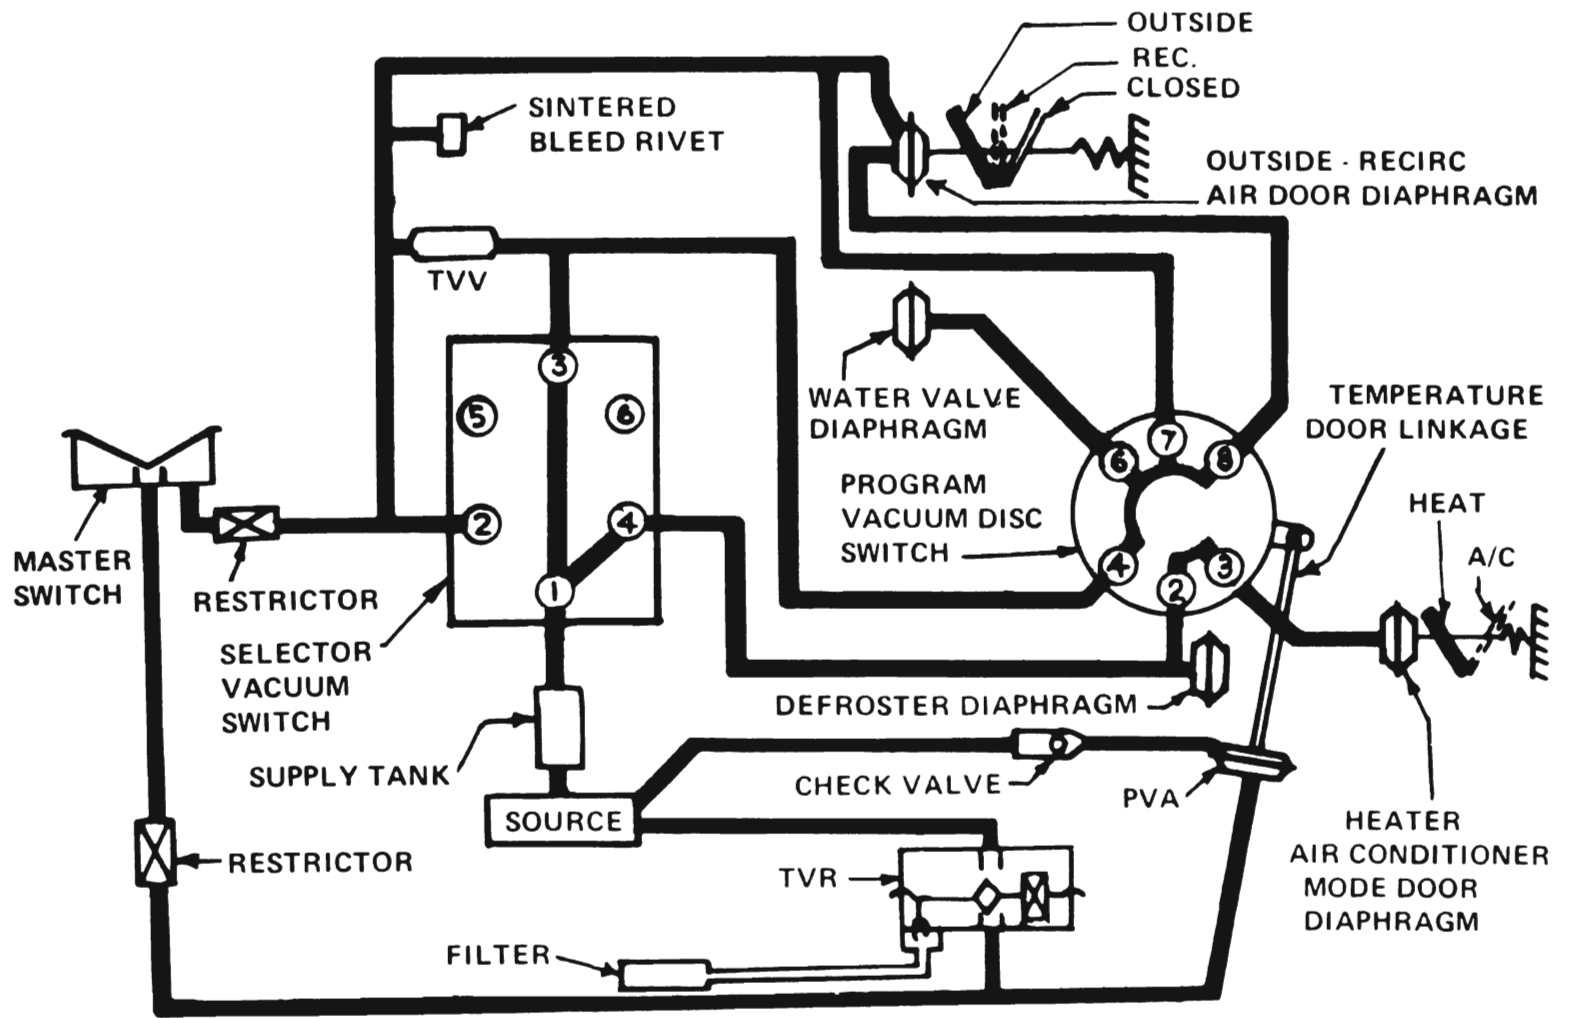 OUTSIDE
REC.
CLOSED
SINTERED
BLEED RIVET
OUTSIDE - RECIRC
AIR DOOR DIAPHRAGM
TVV
WATER VALVE
DIAPHRAGM
TEMPERATURE
DOOR LINKAGE
3
5
6
2
4
1
7
6
8
4
3
2
PROGRAM
VACUUM DISC
SWITCH
HEAT
A/C
MASTER
SWITCH
RESTRICTOR
SELECTOR
VACUUM
SWITCH
DEFROSTER DIAPHRAGM
SUPPLY TANK
CHECK VALVE
PVA
SOURCE
HEATER
AIR CONDITIONER
MODE DOOR
DIAPHRAGM
RESTRICTOR
TVR
FILTER